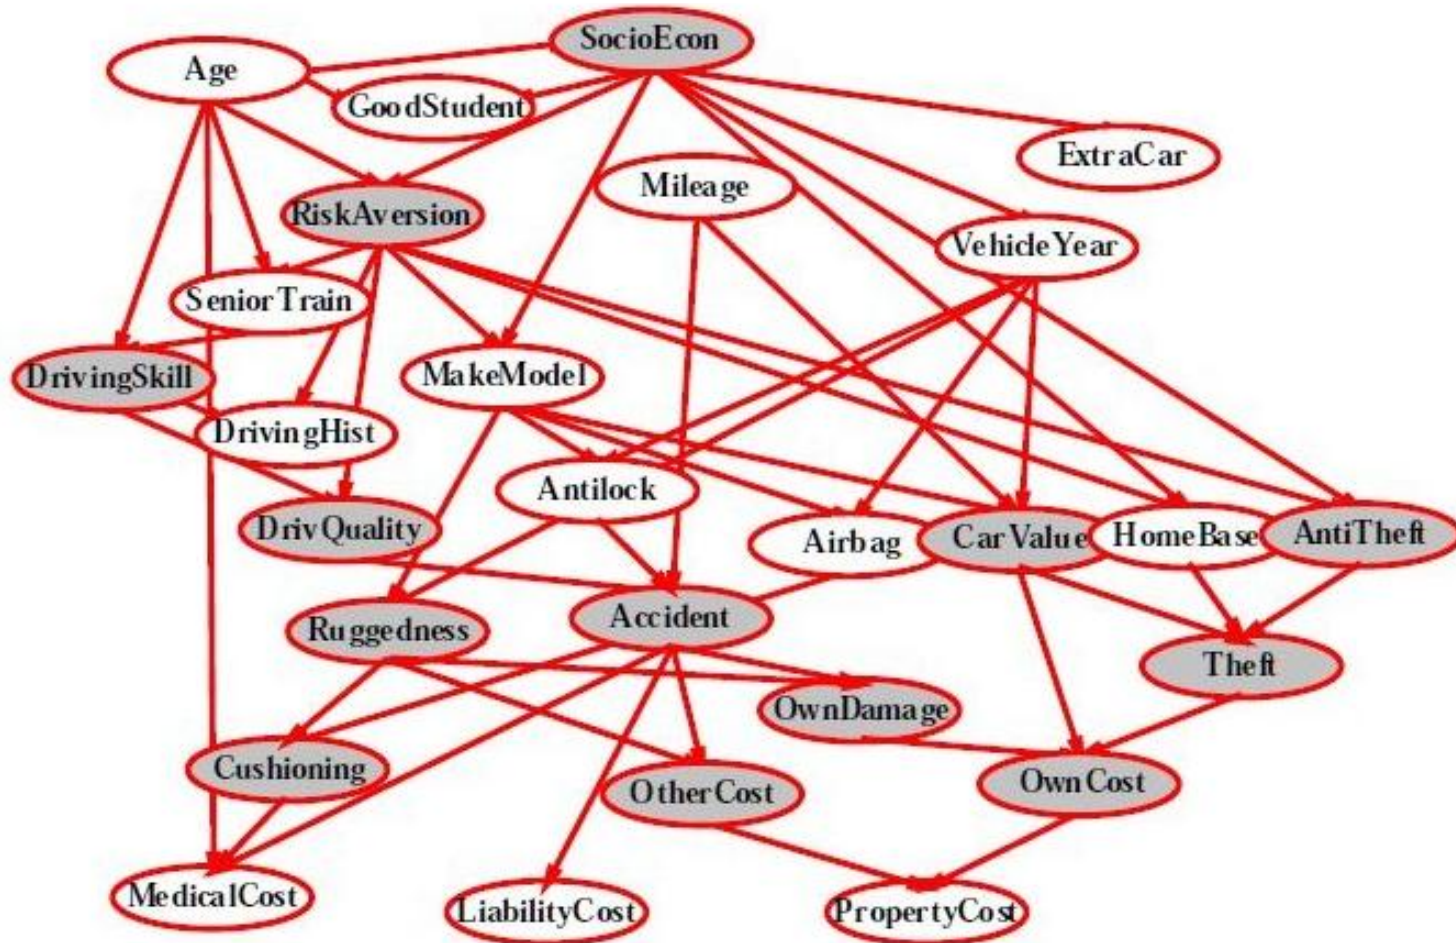 SocioEcon
Age
GoodStudent
ExtraCar
Mileage
RiskAversion
VehicleYear
SeniorTrain
DrivingSkill
MakeModel
DrivingHist
Antilock
DrivQuality
Airbag
CarValue
HomeBase
AntiTheft
Ruggedness
Accident
Theft
OwnDamage
Cushioning
OtherCost
OwnCost
MedicalCost
LiabilityCost
PropertyCost